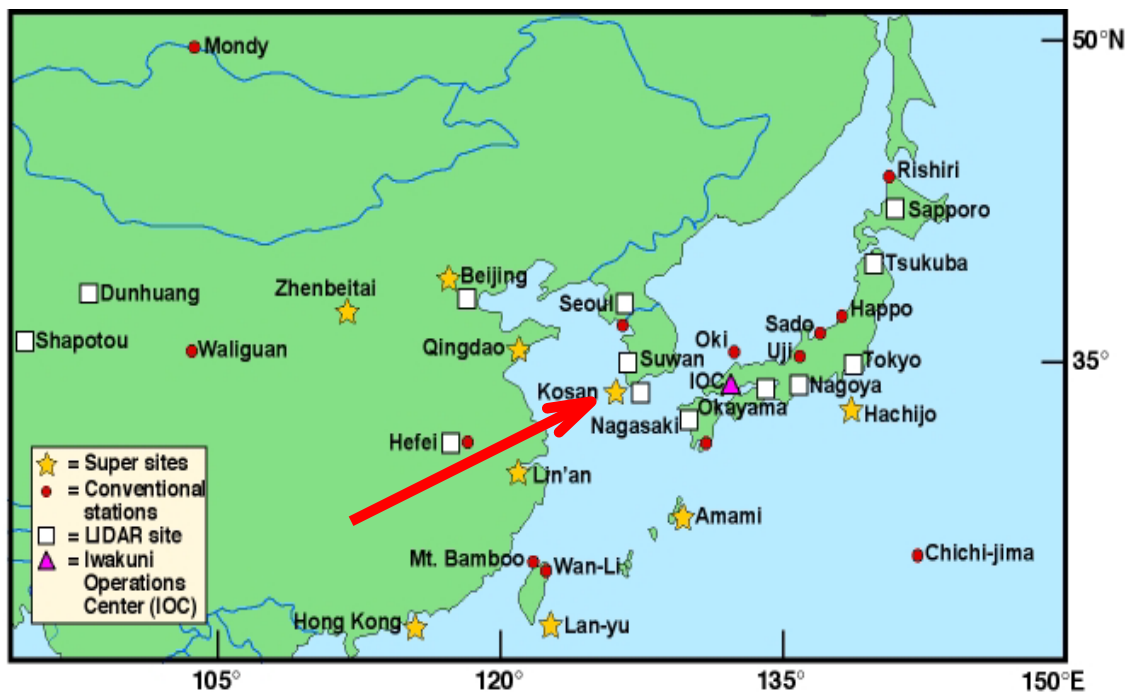 Mondy
50°N
Rishiri
Sapporo
Tsukuba
Beijing
Zhenbeitai
Dunhuang
Seoul
Happo
Sado
Shapotou
Waliguan
Qingdao
Oki
Uji
Suwan
Tokyo
35°
IOC
Nagoya
Kosan
Okayama
Hachijo
Nagasaki
Hefei
= Super sites
= Conventional
stations
= LIDAR site
= Iwakuni
Operations
Center (IOC)
Lin'an
Amami
Mt. Bamboo
Wan-Li
Chichi-jima
Hong Kong
Lan-yu
105°
120°
135°
150°E